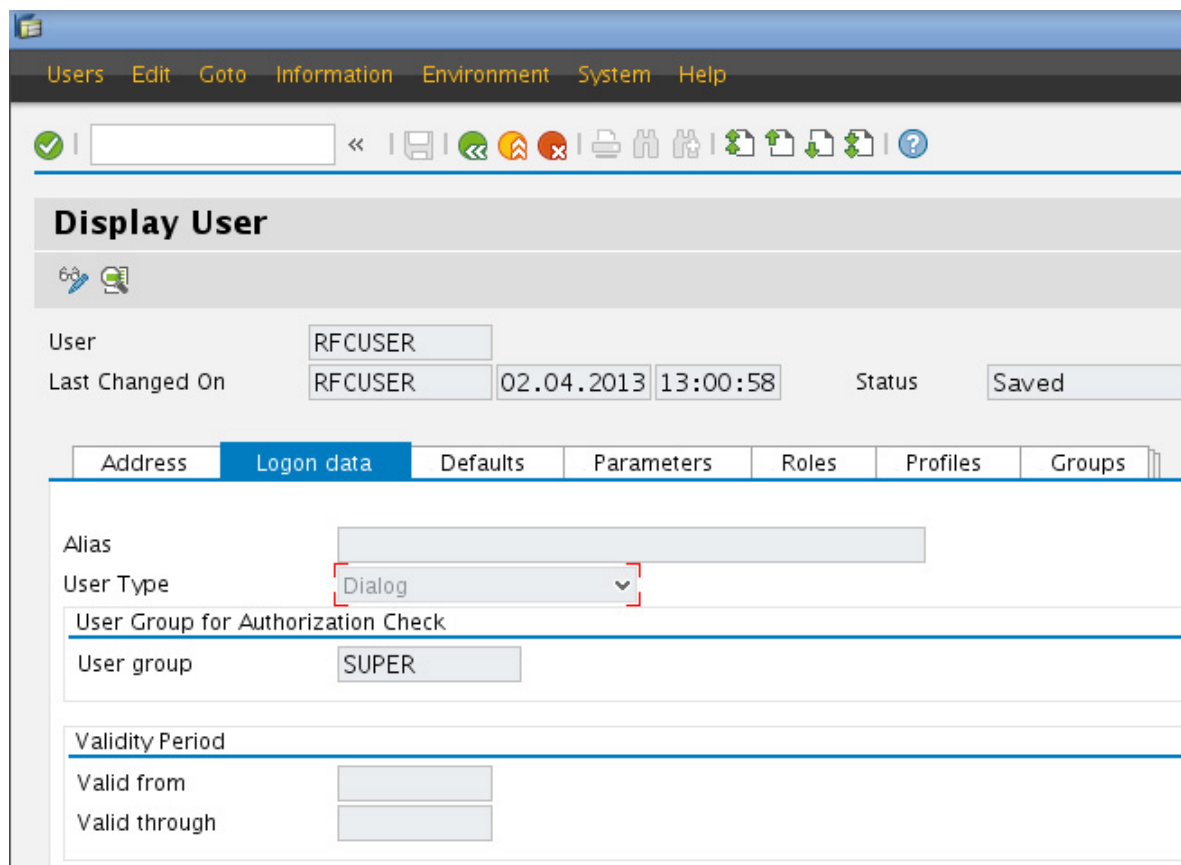 Users Edit Goto Information Environment System Help
Display User
User RFCUSER
Last Changed On RFCUSER 02.04.2013 13:00:58 Status Saved
Address Logon data Defaults Parameters Roles Profiles Groups
Alias
User Type Dialog
User Group for Authorization Check
User group SUPER
Validity Period
Valid from
Valid through